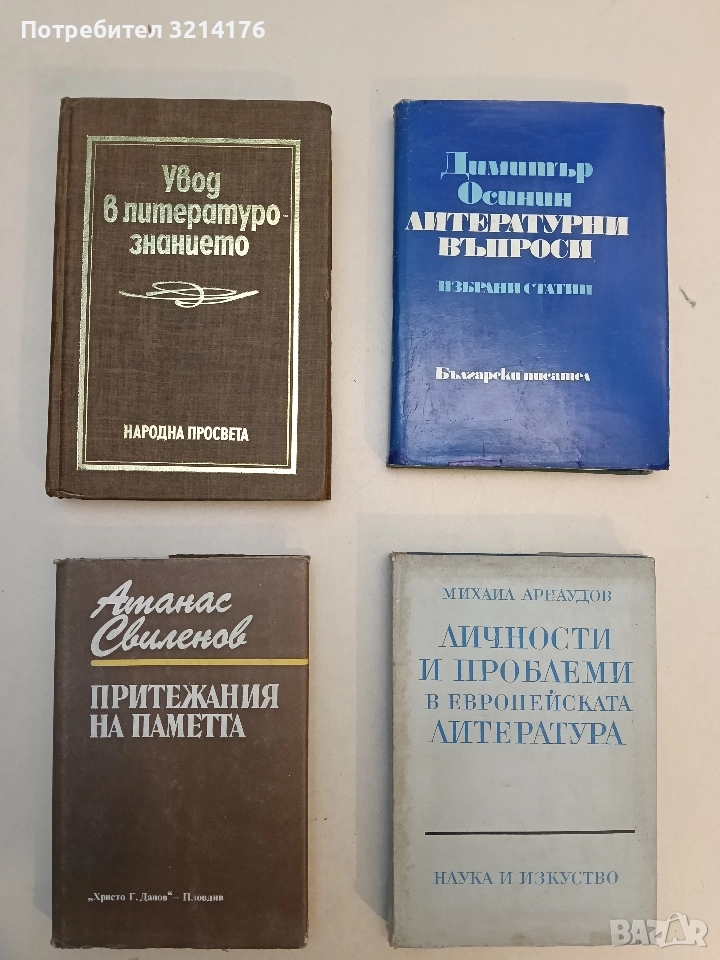 Потребител 3214176
Увод
в литературо-
знанието
НАРОДНА ПРОСВЕТА
Димитър
Осинин
ЛИТЕРАТУРНИ
ВЪПРОСИ
ИЗБРАНИ СТАТИИ
Български писател
Атанас
Свиленов
ПРИТЕЖАНИЯ
НА ПАМЕТТА
„Христо Г. Данов“ – Пловдив
МИХАИЛ АРНАУДОВ
ЛИЧНОСТИ
И ПРОБЛЕМИ
В ЕВРОПЕЙСКАТА
ЛИТЕРАТУРА
НАУКА И ИЗКУСТВО
BAZAR